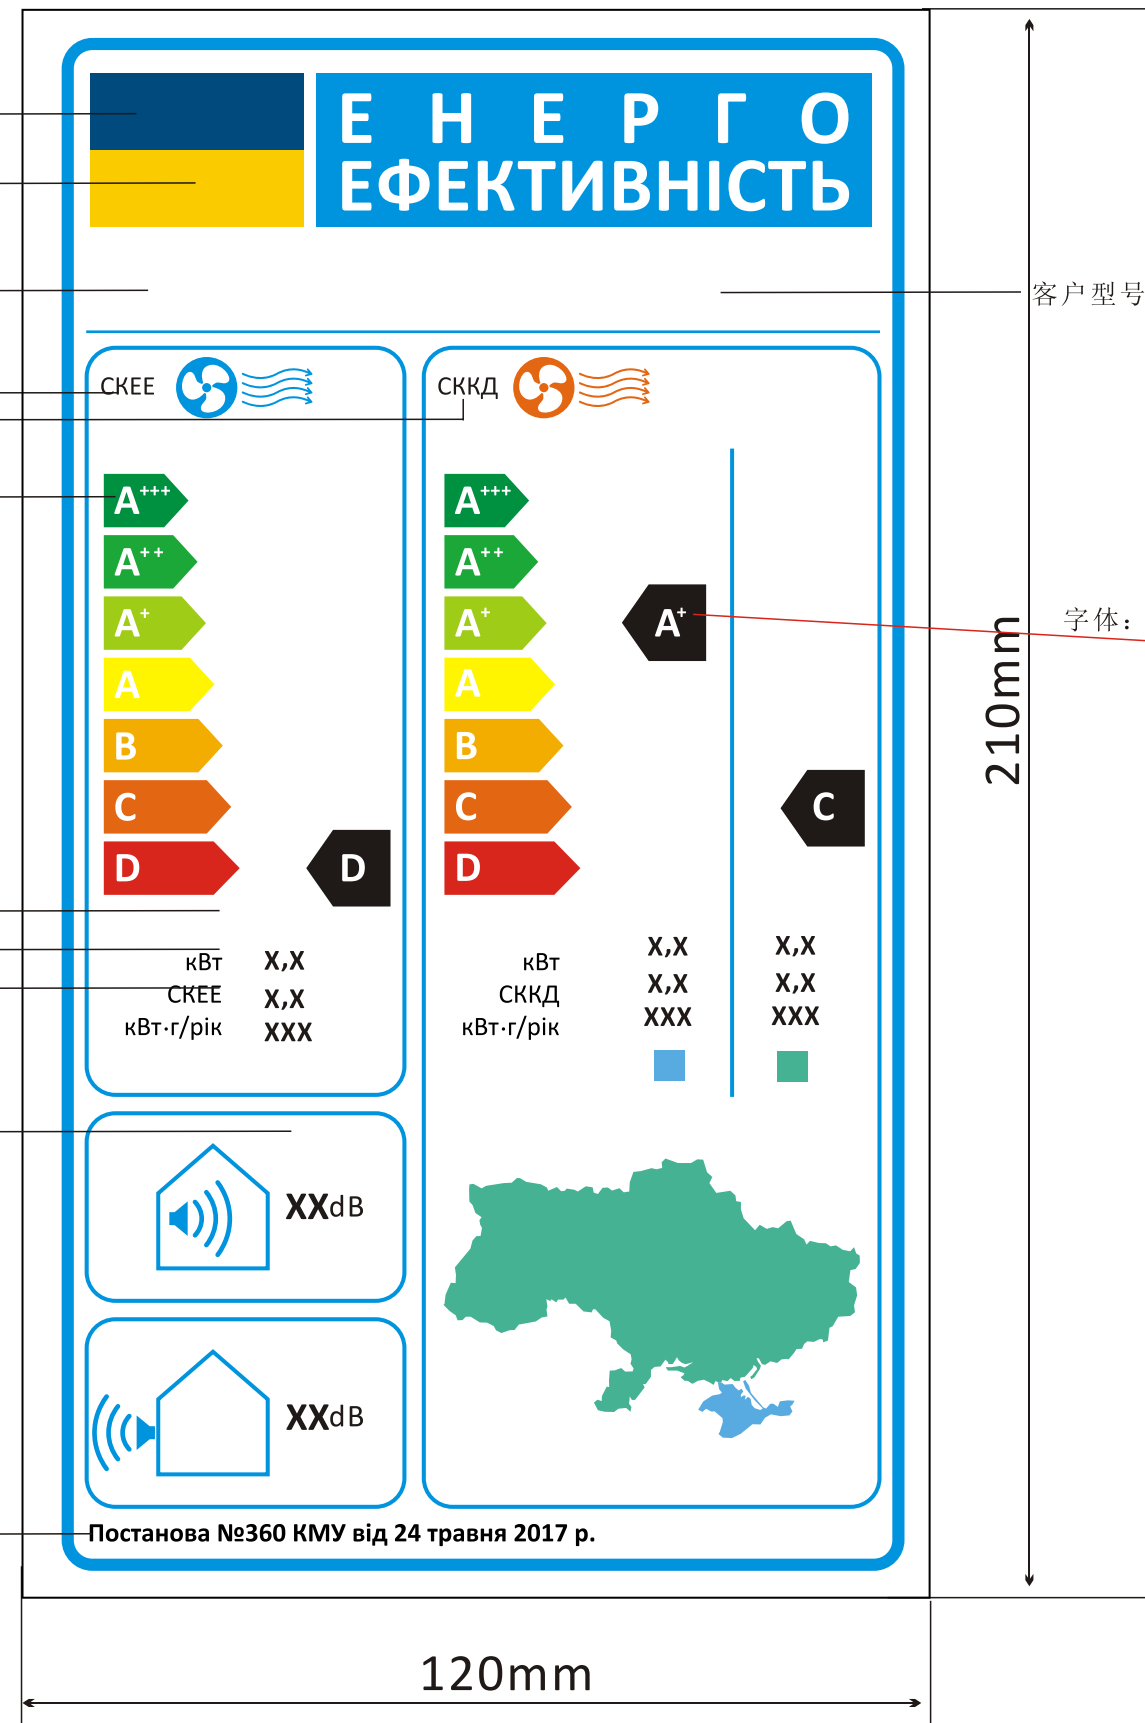 ЕНЕРГО
ЕФЕКТИВНІСТЬ
客户型号
СКЕЕ
A+++
A++
A+
A
B
C
D
D
кВт X,X
СКЕЕ X,X
кВт·г/рік XXX
СККД
A+++
A++
A+
A
B
C
D
A+
C
кВт X,X X,X
СККД X,X X,X
кВт·г/рік XXX XXX
XXdB
XXdB
Постанова №360 КМУ від 24 травня 2017 р.
字体:
210mm
120mm